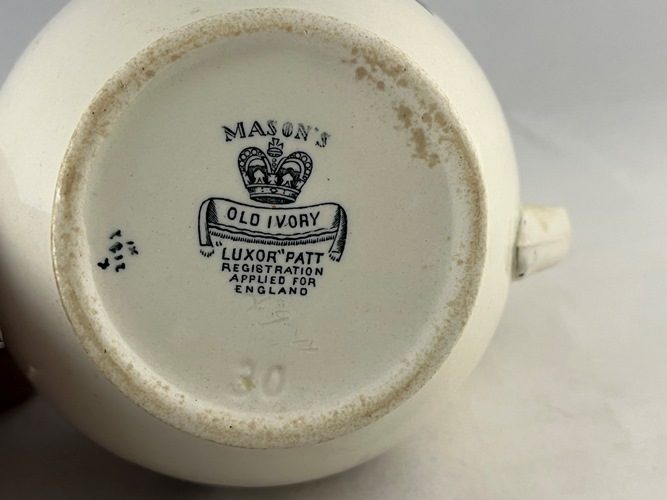 MASON'S
OLD IVORY
"LUXOR" PATT
REGISTRATION
APPLIED FOR
ENGLAND
30